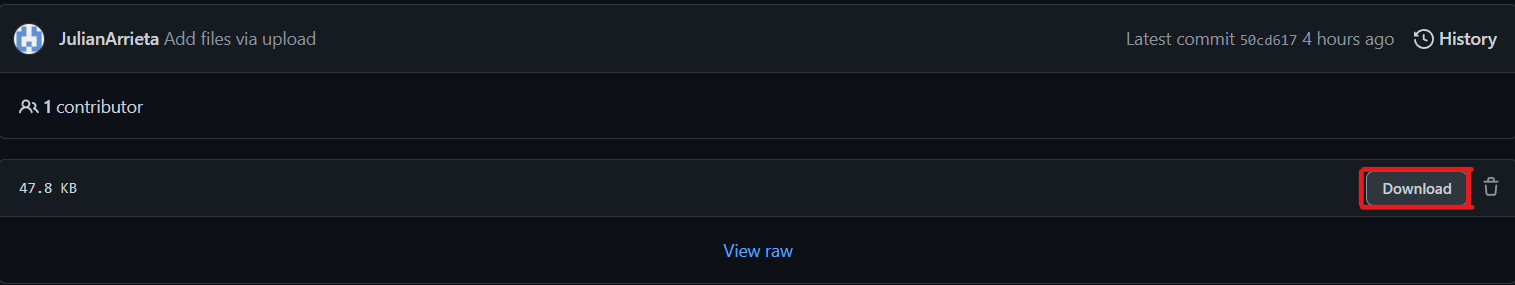 JulianArrieta Add files via upload Latest commit 50cd617 4 hours ago History
1 contributor
47.8 KB Download
View raw